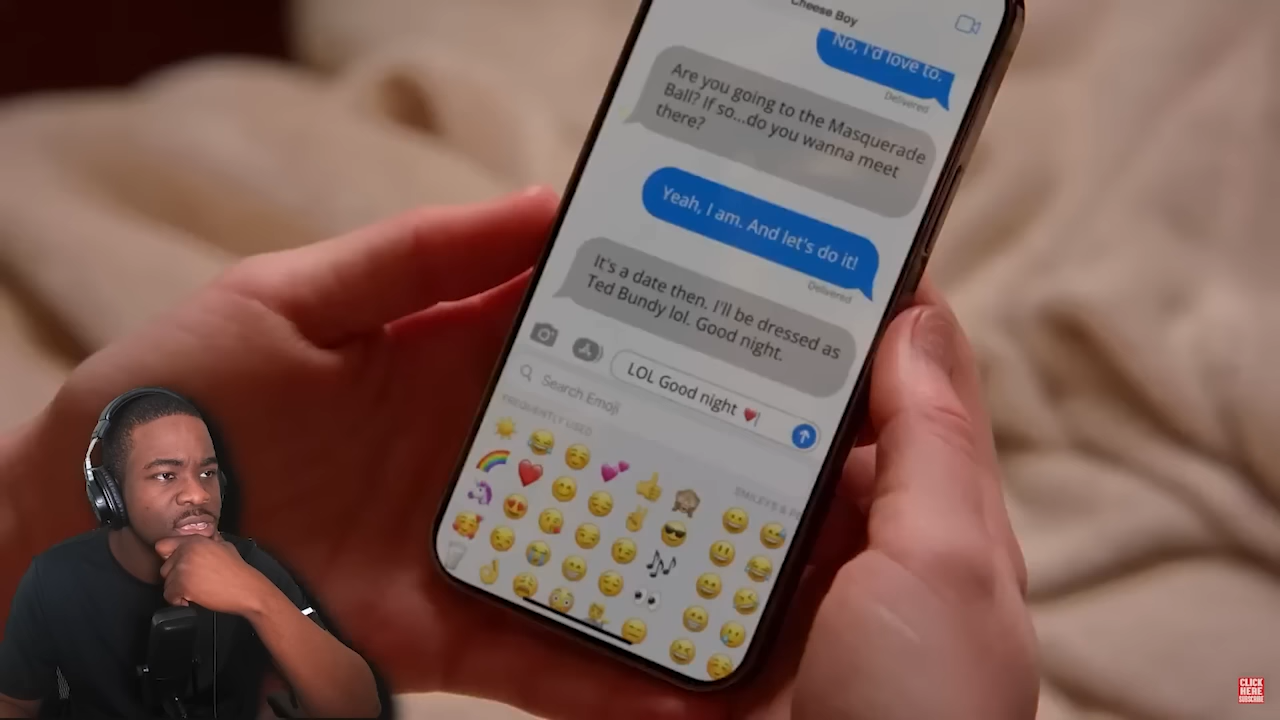 Cheese Boy
No, I'd love to.
Delivered
Are you going to the Masquerade
Ball? If so...do you wanna meet
there?
Yeah, I am. And let's do it!
Delivered
It's a date then. I'll be dressed as
Ted Bundy lol. Good night.
LOL Good night
Search Emoji
FREQUENTLY USED
SMILEYS & P
CLICK
HERE
SUBSCRIBE